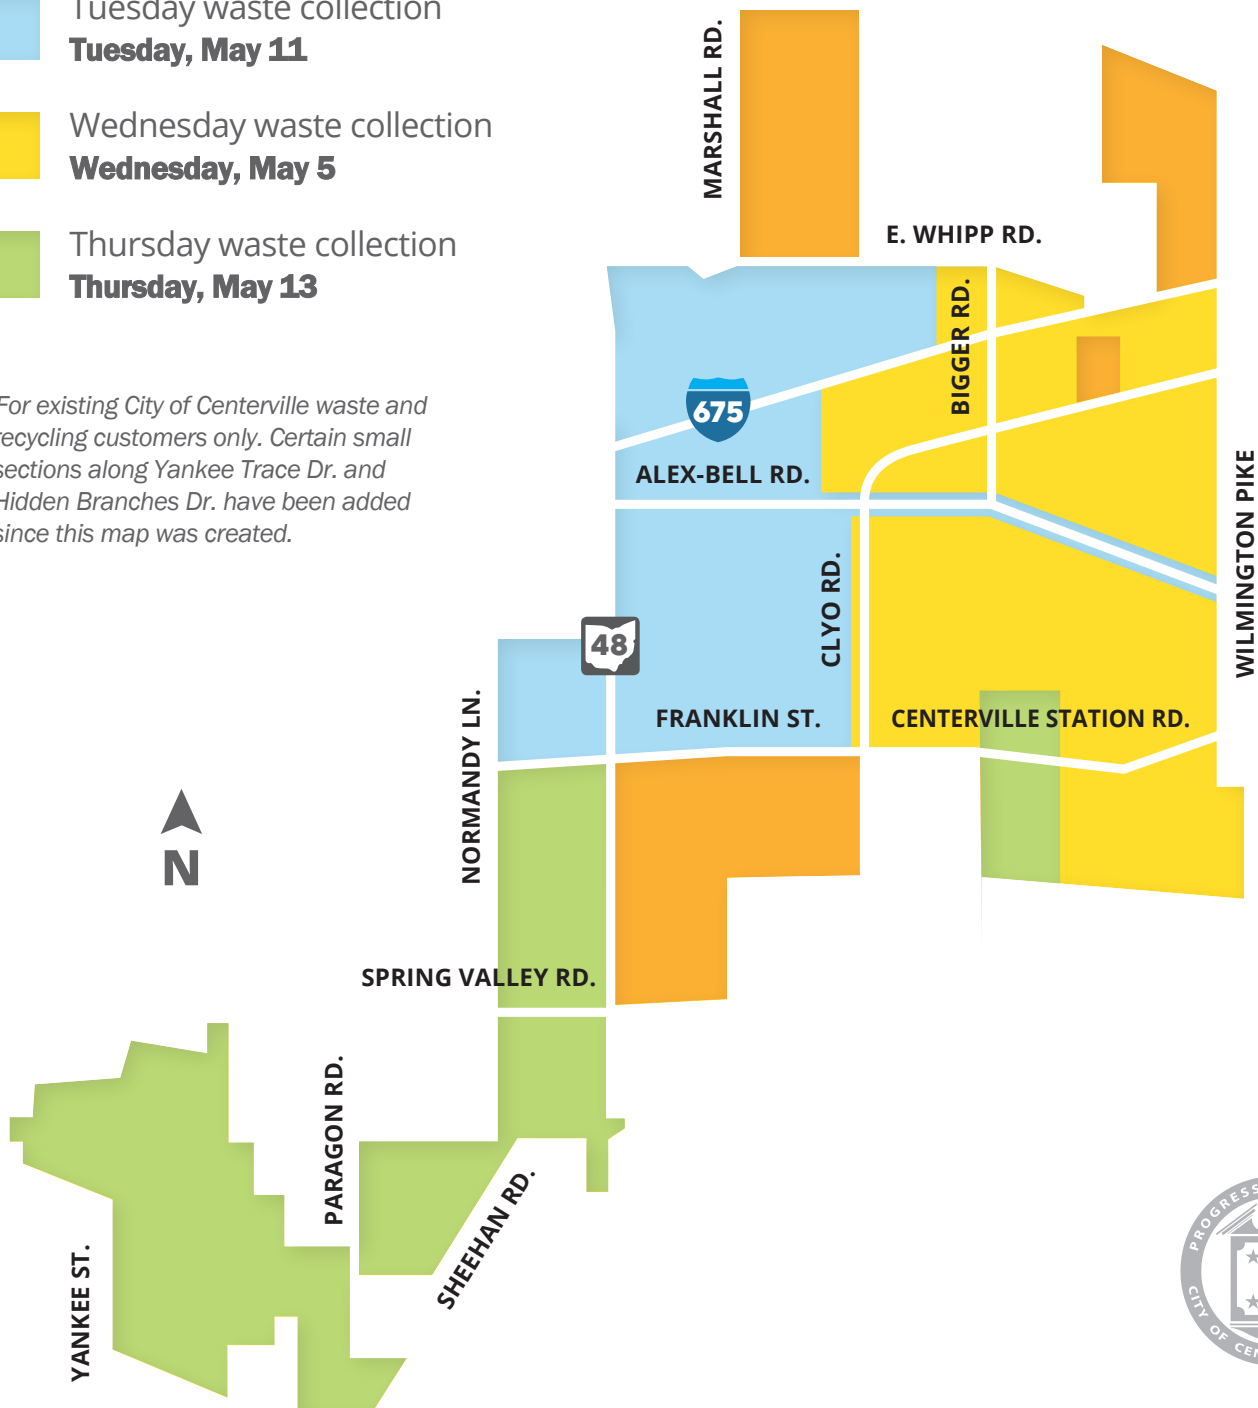 Tuesday waste collection
Tuesday, May 11
Wednesday waste collection
Wednesday, May 5
Thursday waste collection
Thursday, May 13
For existing City of Centerville waste and
recycling customers only. Certain small
sections along Yankee Trace Dr. and
Hidden Branches Dr. have been added
since this map was created.
MARSHALL RD.
E. WHIPP RD.
BIGGER RD.
675
ALEX-BELL RD.
WILMINGTON PIKE
CLYO RD.
48
FRANKLIN ST.
CENTERVILLE STATION RD.
NORMANDY LN.
N
SPRING VALLEY RD.
PARAGON RD.
SHEEHAN RD.
YANKEE ST.
PROGRESS
CITY OF